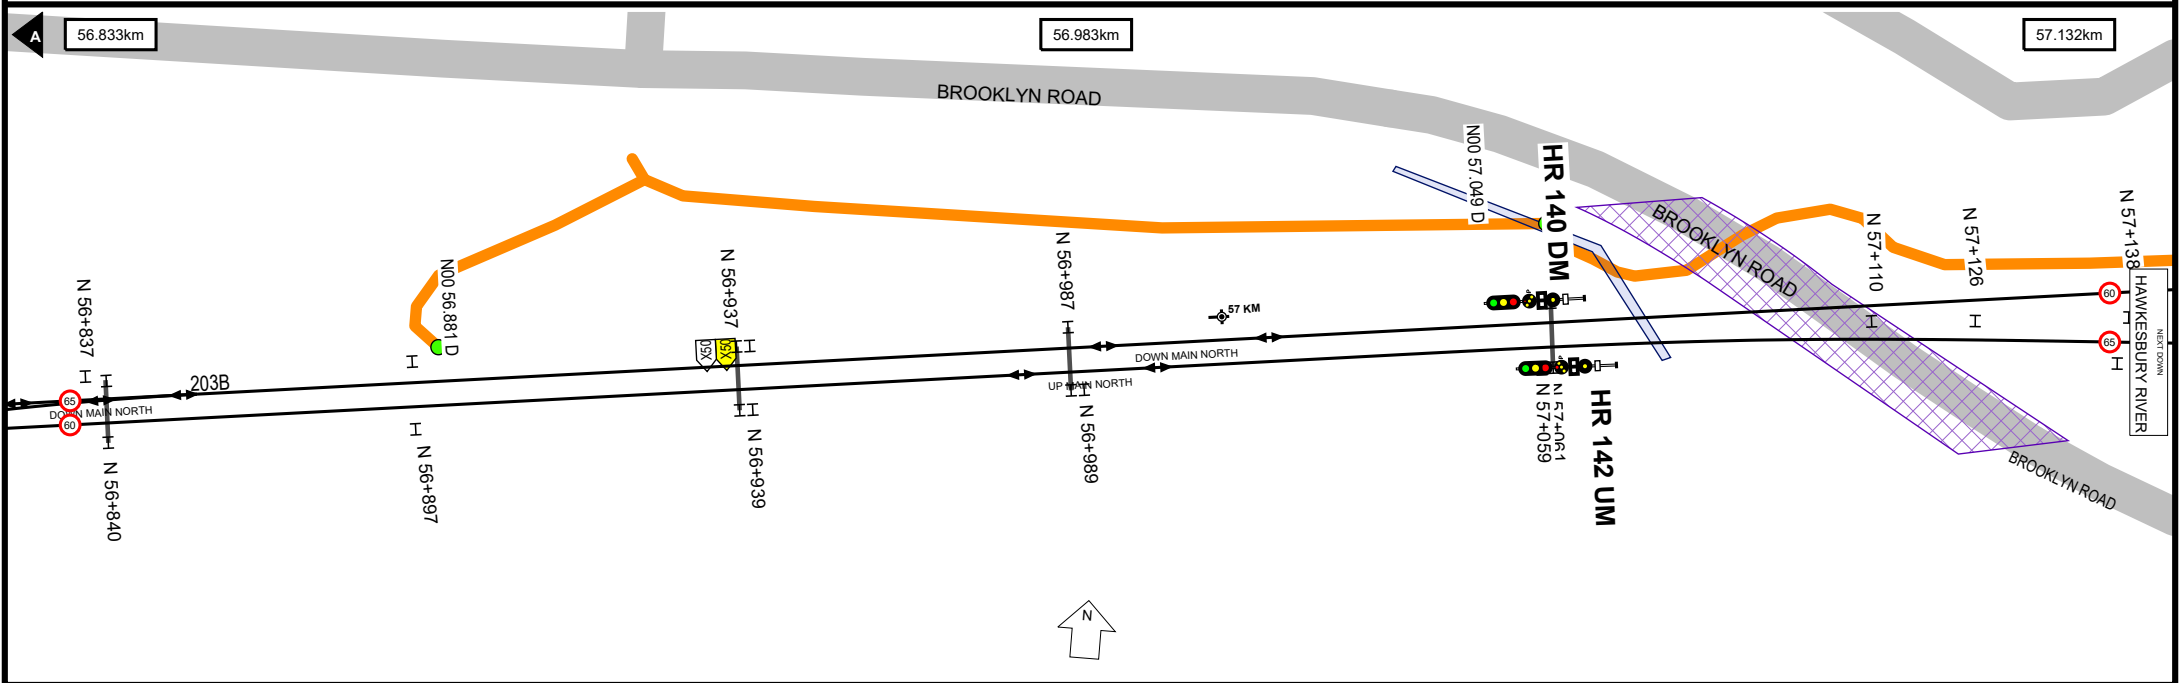 A
56.833km
56.983km
57.132km
BROOKLYN ROAD
N00 57.049 D
HR 140 DM
BROOKLYN ROAD
N 57+110
N 57+126
N 57+138
N 56+837
N00 56.881 D
N 56+937
N 56+987
57 KM
60
HAWKESBURY RIVER
NEXT DOWN
X50
X50
DOWN MAIN NORTH
65
203B
65
DOWN MAIN NORTH
60
UP MAIN NORTH
N 56+840
N 56+897
N 56+939
N 56+989
N 57+061
N 57+059
HR 142 UM
BROOKLYN ROAD
N